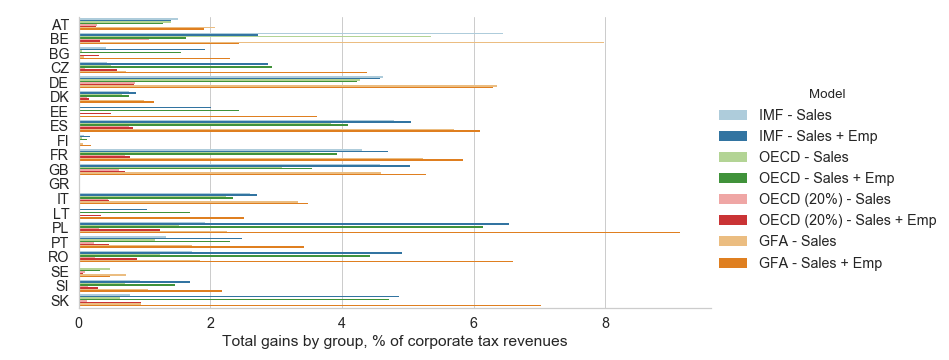 AT
BE
BG
CZ
DE
DK
EE
ES
FI
FR
GB
GR
IT
LT
PL
PT
RO
SE
SI
SK
0 2 4 6 8
Total gains by group, % of corporate tax revenues
Model
IMF - Sales
IMF - Sales + Emp
OECD - Sales
OECD - Sales + Emp
OECD (20%) - Sales
OECD (20%) - Sales + Emp
GFA - Sales
GFA - Sales + Emp